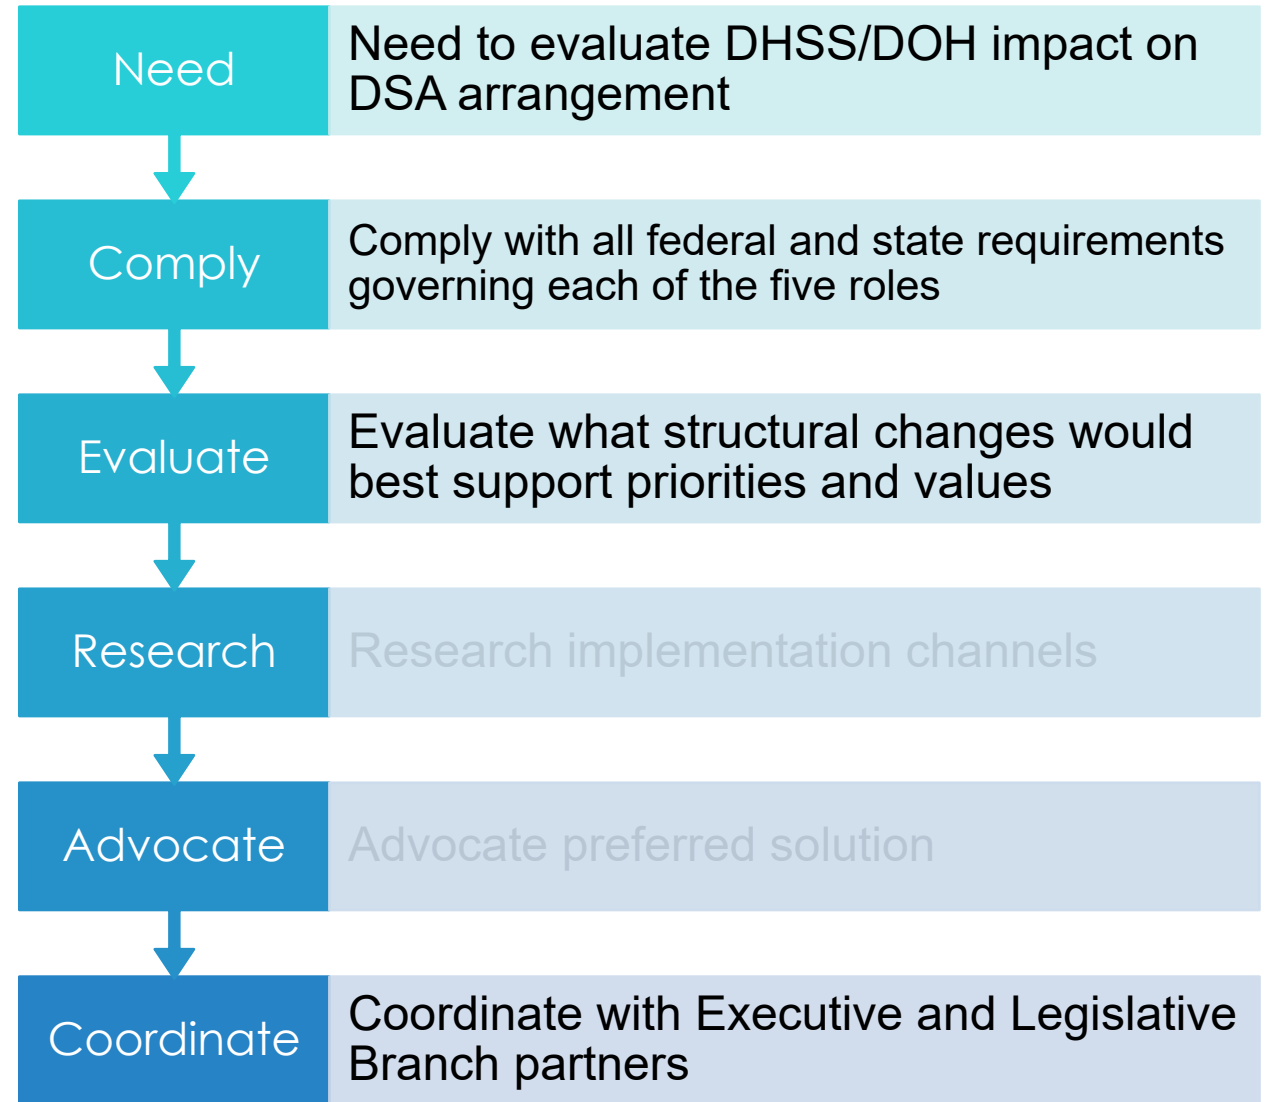 Need
Need to evaluate DHSS/DOH impact on
DSA arrangement
Comply
Comply with all federal and state requirements
governing each of the five roles
Evaluate
Evaluate what structural changes would
best support priorities and values
Research
Research implementation channels
Advocate
Advocate preferred solution
Coordinate
Coordinate with Executive and Legislative
Branch partners